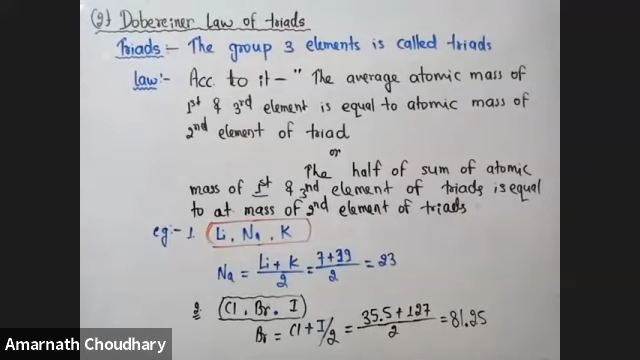 (2) Dobereiner Law of triads
Triads:- The group 3 elements is called triads
Law:- Acc. to it - " The average atomic mass of
1st & 3rd element is equal to atomic mass of
2nd element of triad
or
The half of sum of atomic
mass of 1st & 3nd element of triads is equal
to at mass of 2nd element of triads
eg:- 1. Li, Na, K
Na = Li + K / 2 = 7 + 39 / 2 = 23
2. Cl, Br, I
Br = Cl + I / 2 = 35.5 + 127 / 2 = 81.25
Amarnath Choudhary